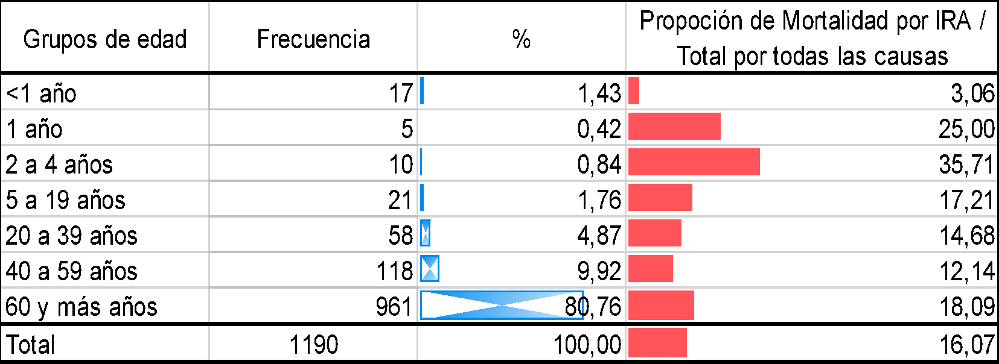 Grupos de edad Frecuencia % Propoción de Mortalidad por IRA /
Total por todas las causas
<1 año 17 1,43 3,06
1 año 5 0,42 25,00
2 a 4 años 10 0,84 35,71
5 a 19 años 21 1,76 17,21
20 a 39 años 58 4,87 14,68
40 a 59 años 118 9,92 12,14
60 y más años 961 80,76 18,09
Total 1190 100,00 16,07